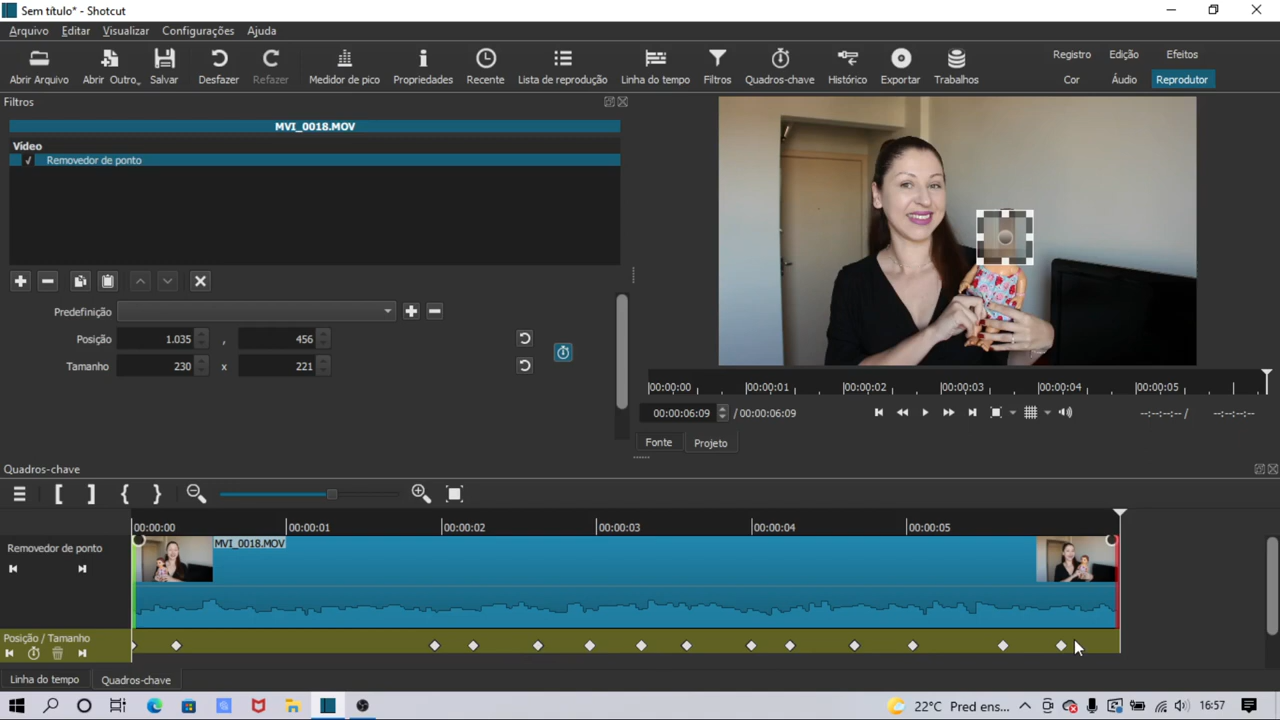 Sem título* - Shotcut
Arquivo Editar Visualizar Configurações Ajuda
Abrir Arquivo Abrir Outro... Salvar Desfazer Refazer Medidor de pico Propriedades Recente Lista de reprodução Linha do tempo Filtros Quadros-chave Histórico Exportar Trabalhos
Registro Edição Efeitos
Cor Áudio Reprodutor
Filtros
MVI_0018.MOV
Vídeo
✓ Removedor de ponto
Predefinição
Posição 1.035 , 456
Tamanho 230 x 221
00:00:00 00:00:01 00:00:02 00:00:03 00:00:04 00:00:05
00:00:06:09 / 00:00:06:09 --:--:--:-- / --:--:--:--
Fonte Projeto
Quadros-chave
00:00:00 00:00:01 00:00:02 00:00:03 00:00:04 00:00:05
Removedor de ponto MVI_0018.MOV
Posição / Tamanho
Linha do tempo Quadros-chave
22°C Pred ens... 16:57